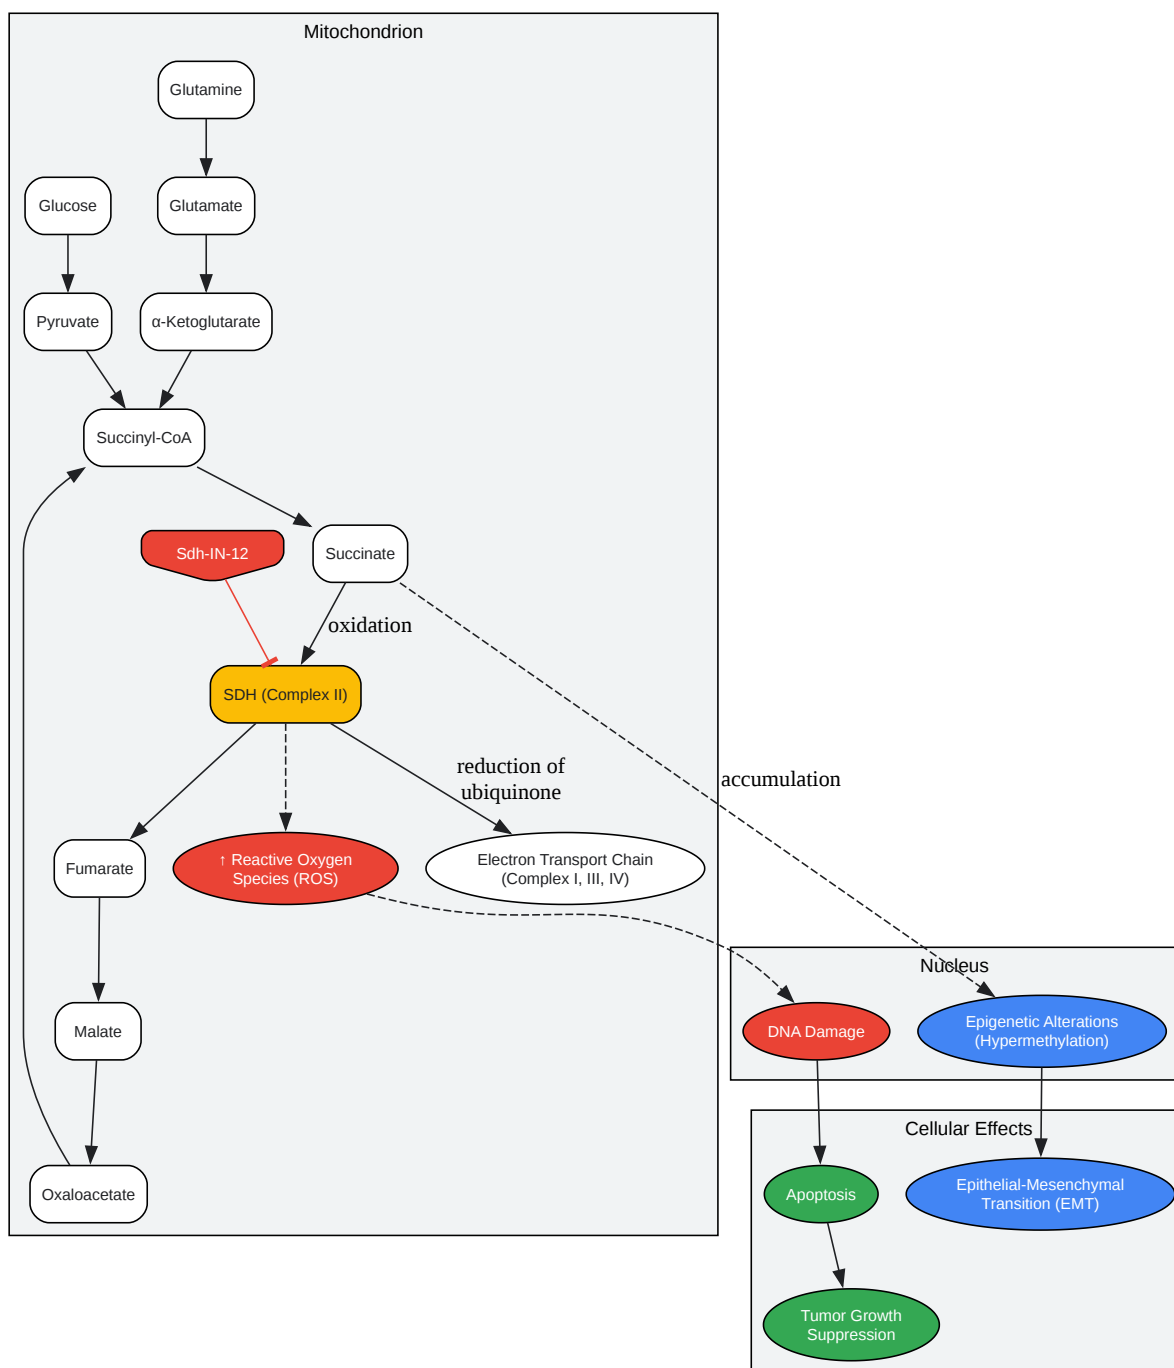 Mitochondrion
Glutamine
Glucose
Glutamate
Pyruvate
α-Ketoglutarate
Succinyl-CoA
Sdh-IN-12
Succinate
oxidation
SDH (Complex II)
reduction of
ubiquinone
accumulation
Fumarate
↑ Reactive Oxygen
Species (ROS)
Electron Transport Chain
(Complex I, III, IV)
Nucleus
Malate
DNA Damage
Epigenetic Alterations
(Hypermethylation)
Cellular Effects
Oxaloacetate
Apoptosis
Epithelial-Mesenchymal
Transition (EMT)
Tumor Growth
Suppression